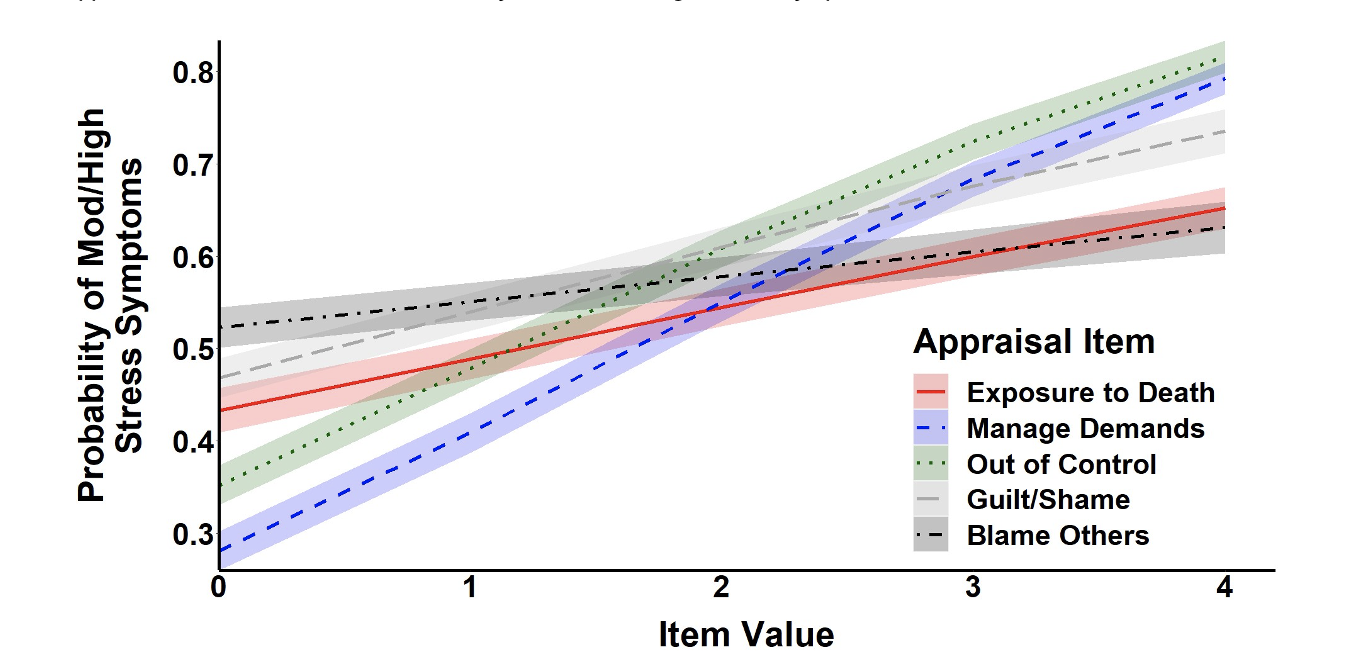 Probability of Mod/High
Stress Symptoms
0.8
0.7
0.6
0.5
0.4
0.3
0
1
2
3
4
Item Value
Appraisal Item
Exposure to Death
Manage Demands
Out of Control
Guilt/Shame
Blame Others